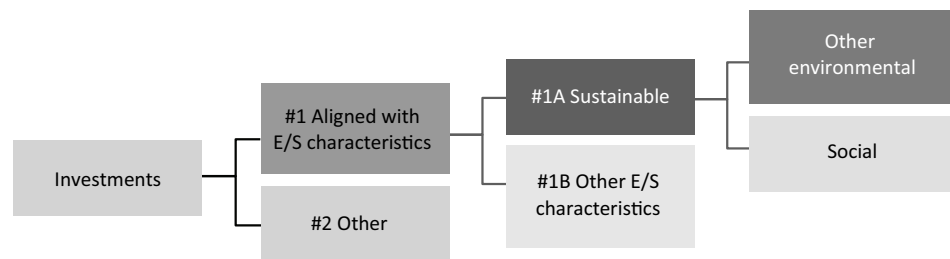 Investments
#1 Aligned with
E/S characteristics
#2 Other
#1A Sustainable
#1B Other E/S
characteristics
Other
environmental
Social